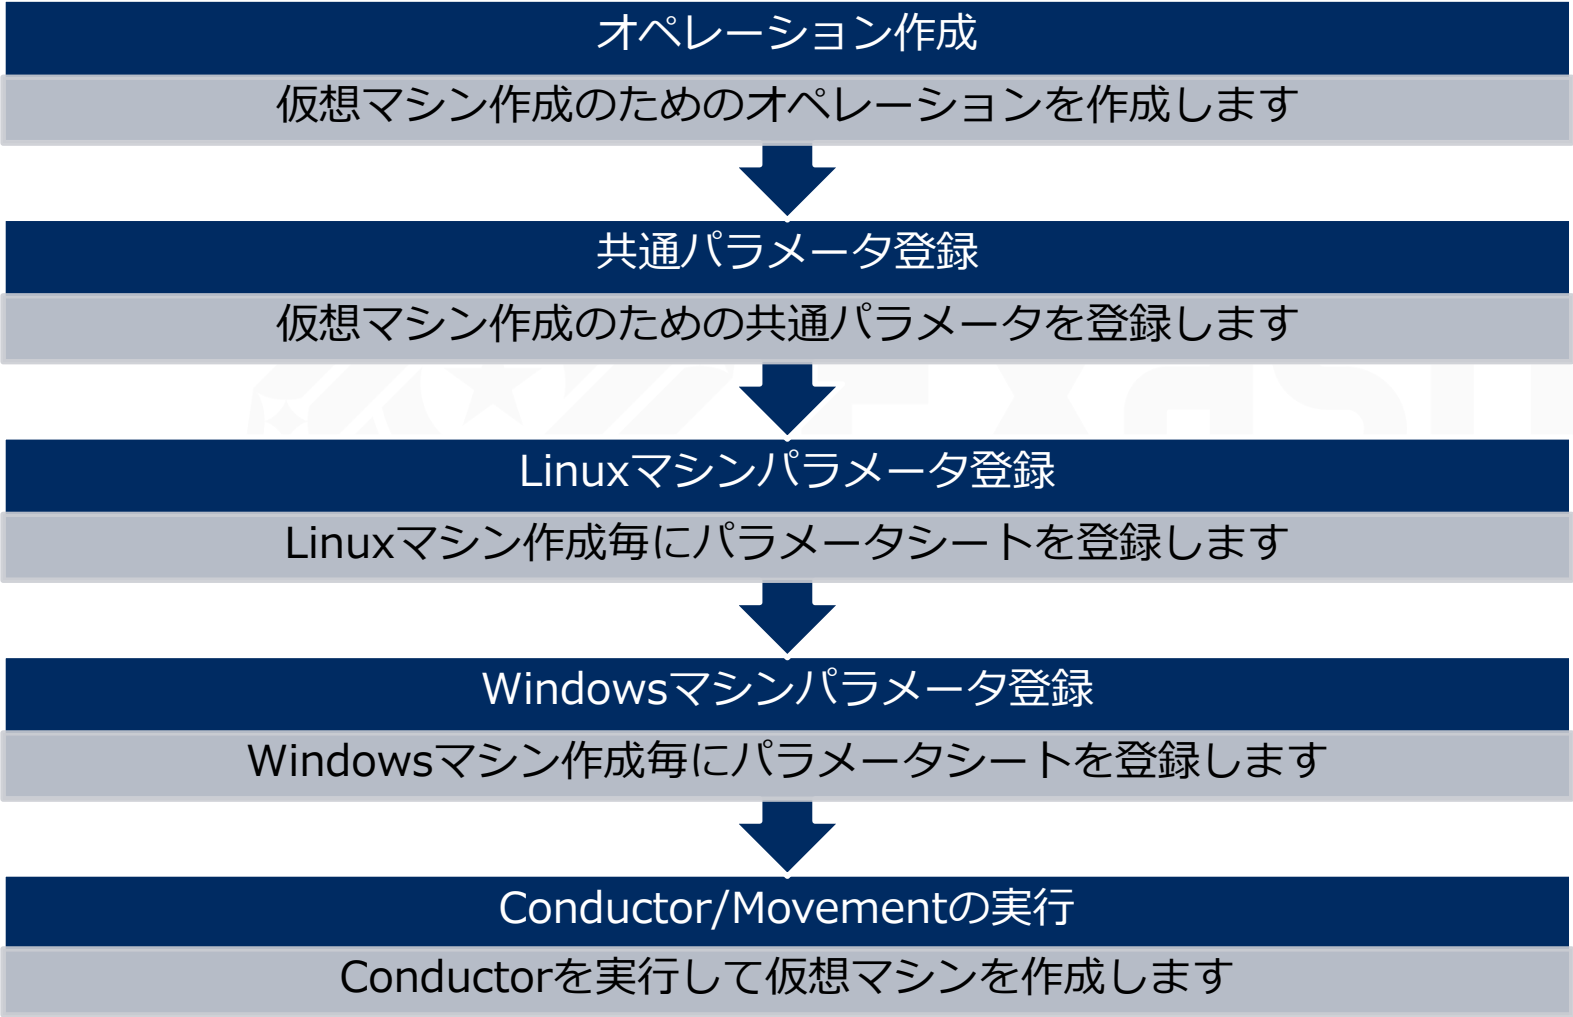 オペレーション作成
仮想マシン作成のためのオペレーションを作成します
共通パラメータ登録
仮想マシン作成のための共通パラメータを登録します
Linuxマシンパラメータ登録
Linuxマシン作成毎にパラメータシートを登録します
Windowsマシンパラメータ登録
Windowsマシン作成毎にパラメータシートを登録します
Conductor/Movementの実行
Conductorを実行して仮想マシンを作成します